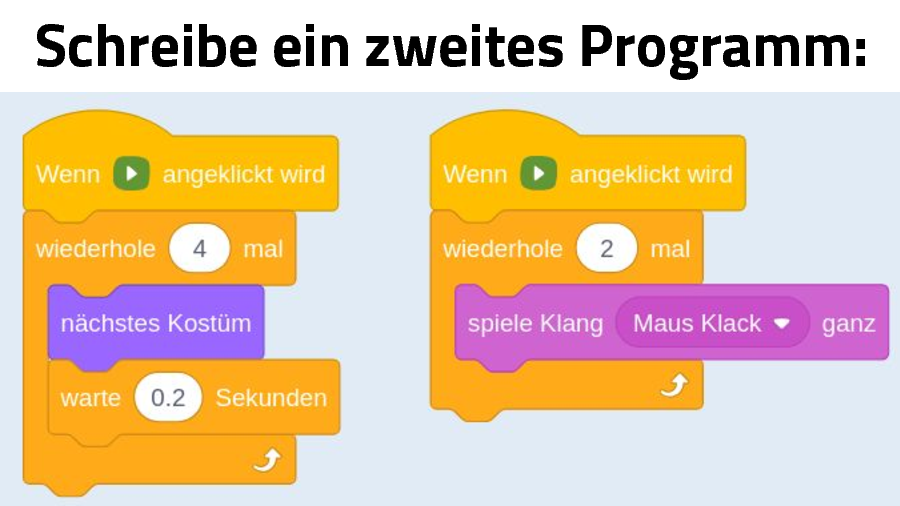 Schreibe ein zweites Programm:
Wenn angeklickt wird
wiederhole 4 mal
nächstes Kostüm
warte 0.2 Sekunden
Wenn angeklickt wird
wiederhole 2 mal
spiele Klang Maus Klack ganz